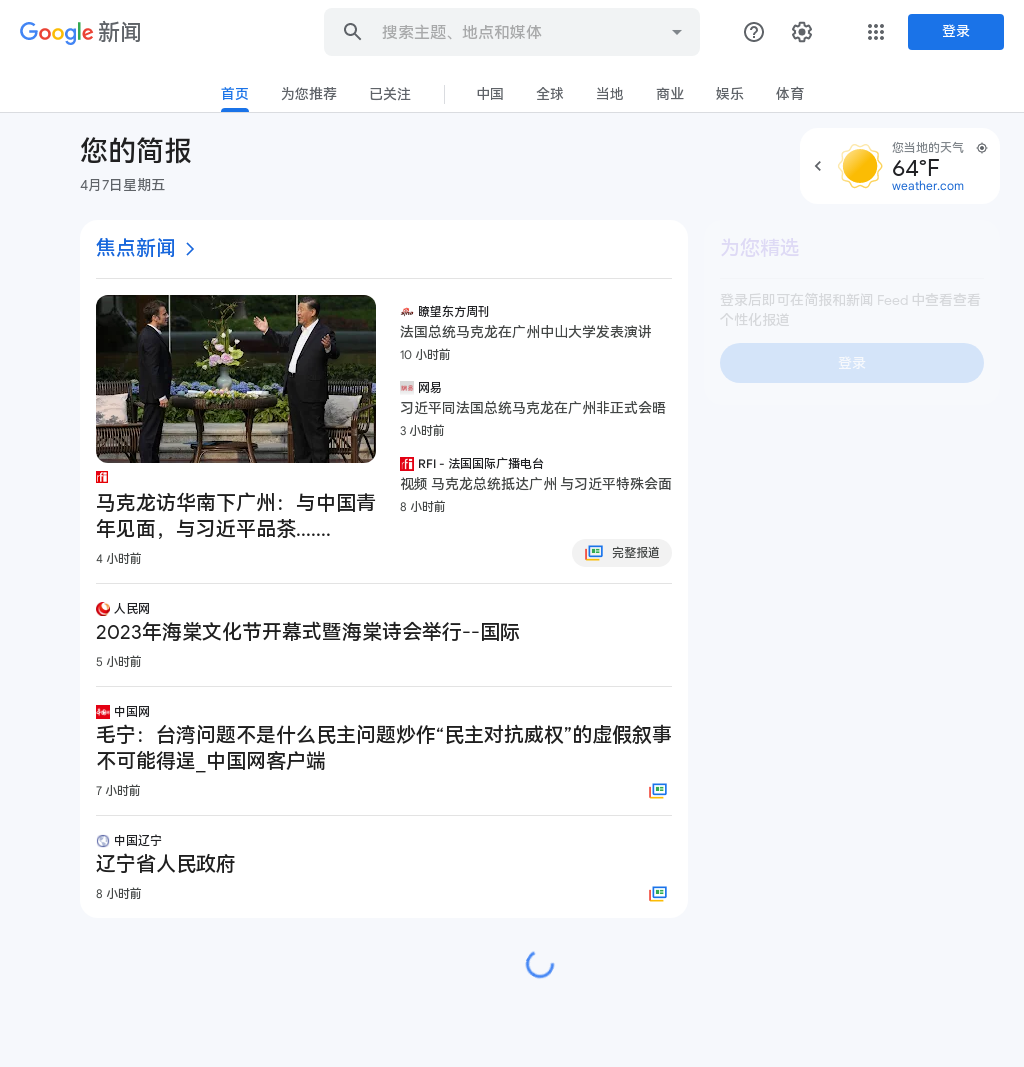 Google 新闻
搜索主题、地点和媒体
登录
首页
为您推荐
已关注
中国
全球
当地
商业
娱乐
体育
您的简报
4月7日星期五
您当地的天气
64°F
weather.com
焦点新闻
马克龙访华南下广州：与中国青
年见面，与习近平品茶.......
4 小时前
瞭望东方周刊
法国总统马克龙在广州中山大学发表演讲
10 小时前
网易
习近平同法国总统马克龙在广州非正式会晤
3 小时前
RFI - 法国国际广播电台
视频 马克龙总统抵达广州 与习近平特殊会面
8 小时前
完整报道
人民网
2023年海棠文化节开幕式暨海棠诗会举行--国际
5 小时前
中国网
毛宁：台湾问题不是什么民主问题炒作“民主对抗威权”的虚假叙事
不可能得逞_中国网客户端
7 小时前
中国辽宁
辽宁省人民政府
8 小时前
为您精选
登录后即可在简报和新闻 Feed 中查看查看
个性化报道
登录